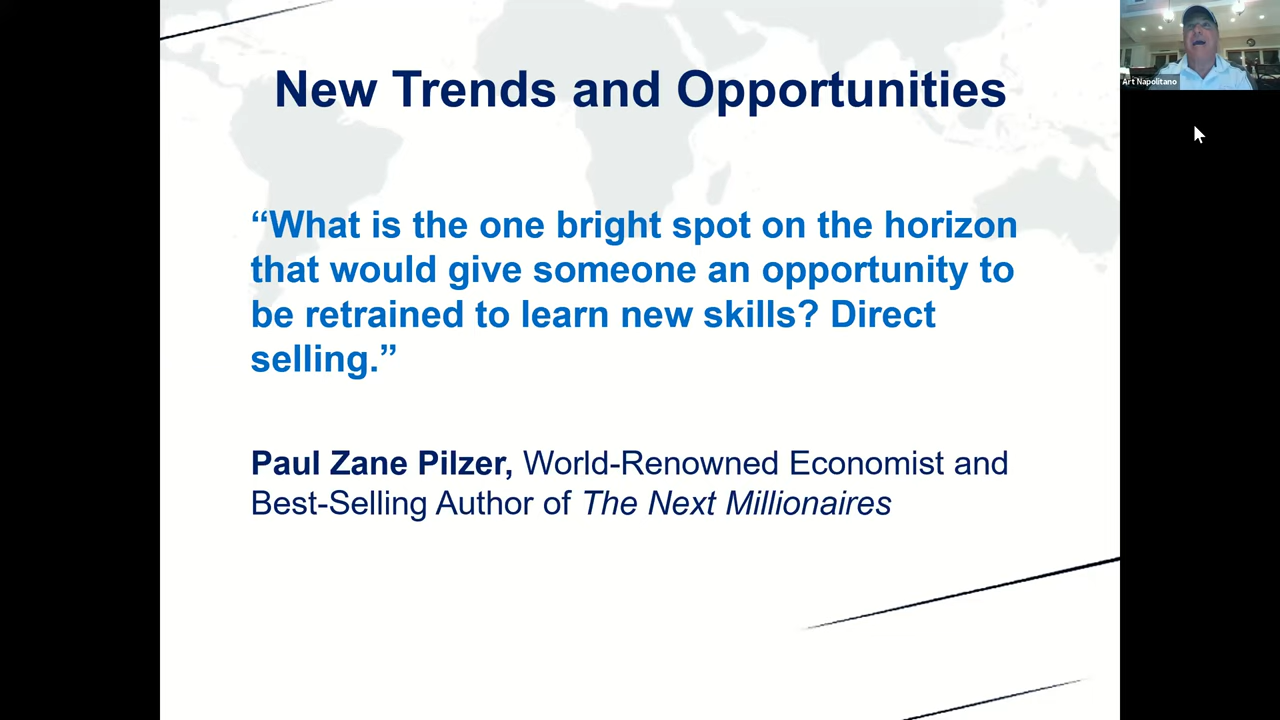 New Trends and Opportunities
Art Napolitano
“What is the one bright spot on the horizon
that would give someone an opportunity to
be retrained to learn new skills? Direct
selling.”
Paul Zane Pilzer, World-Renowned Economist and
Best-Selling Author of The Next Millionaires